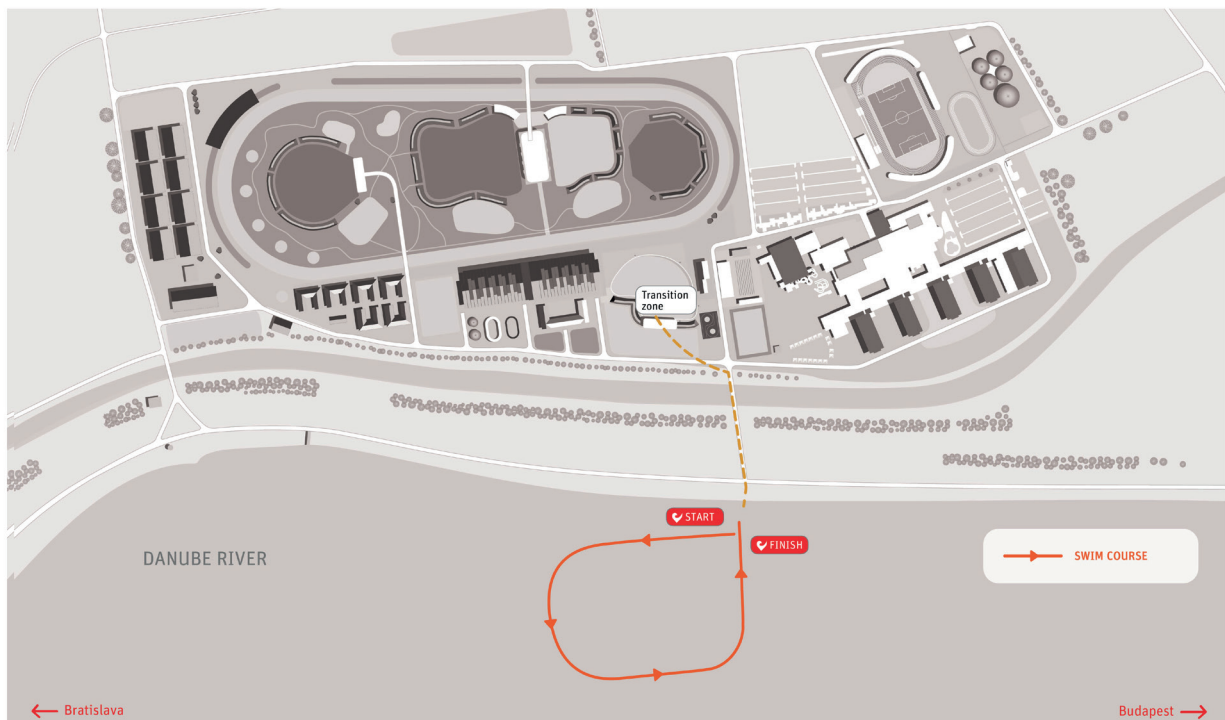 Transition
zone
START
FINISH
DANUBE RIVER
SWIM COURSE
Bratislava
Budapest